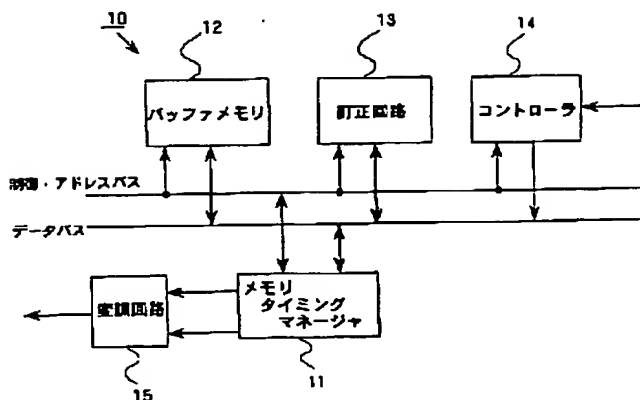 10
12
13
14
バッファメモリ
訂正回路
コントローラ
制御・アドレスバス
データバス
メモリ
タイミング
マネージャ
変調回路
15
11